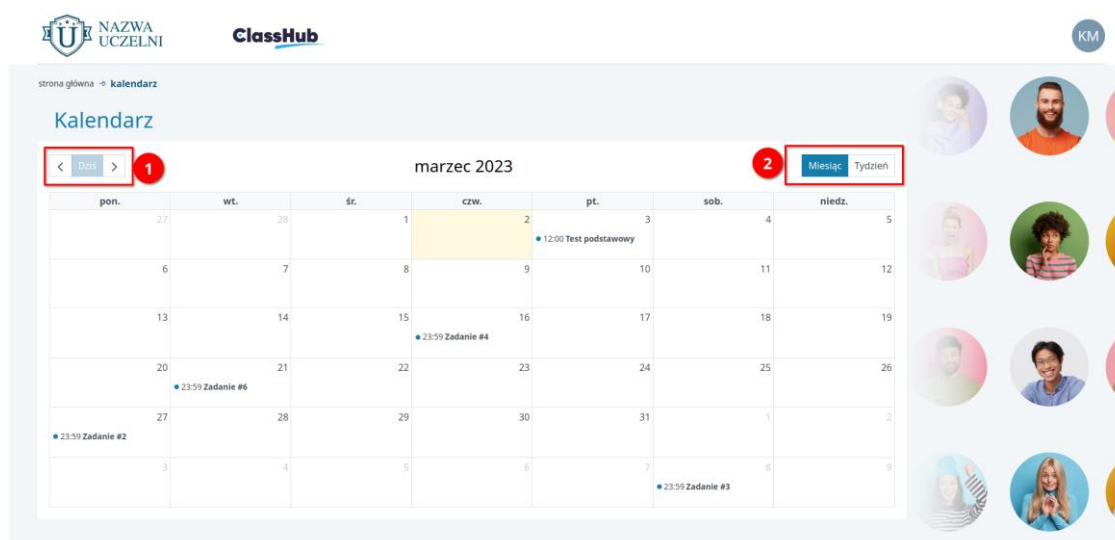 NAZWA
UCZELNI
ClassHub
KM
strona główna → kalendarz
Kalendarz
< Dziś > 1
marzec 2023
2 Miesiąc Tydzień
pon. wt. śr. czw. pt. sob. niedz.
27 28 1 2 3 4 5
12:00 Test podstawowy
6 7 8 9 10 11 12
13 14 15 16 17 18 19
23:59 Zadanie #4
20 21 22 23 24 25 26
23:59 Zadanie #6
27 28 29 30 31 1 2
23:59 Zadanie #2
3 4 5 6 7 8 9
23:59 Zadanie #3